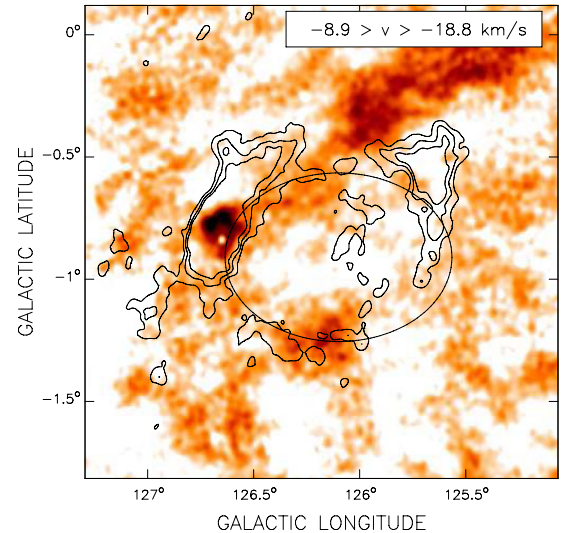 −8.9 > v > −18.8 km/s
0°
−0.5°
−1°
−1.5°
GALACTIC LATITUDE
127° 126.5° 126° 125.5°
GALACTIC LONGITUDE